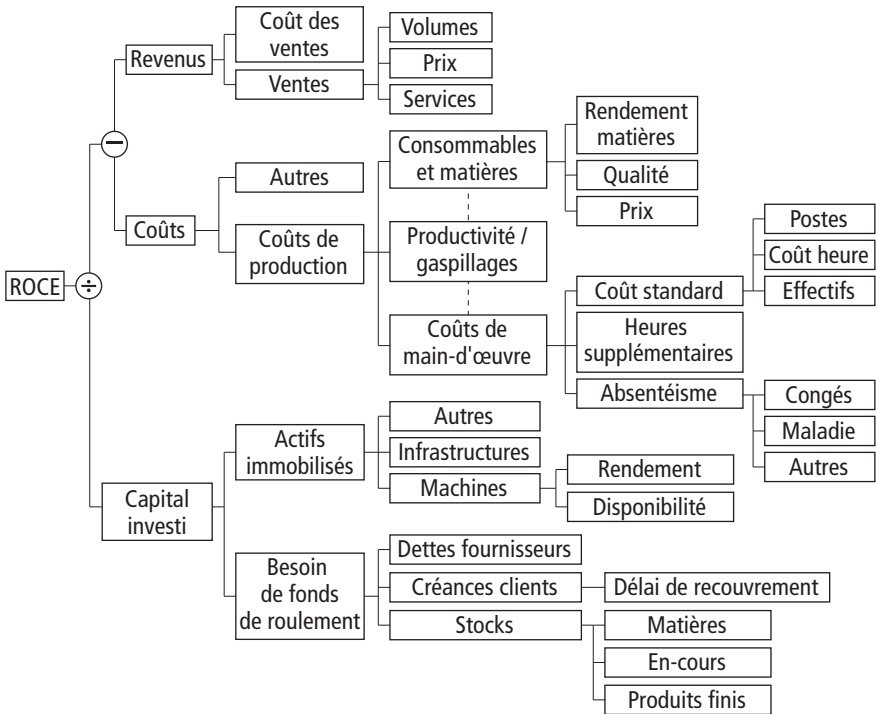 Coût des
ventes
Volumes
Revenus
Prix
Ventes
Services
Rendement
matières
Consommables
et matières
Autres
Qualité
Prix
Postes
Coûts
Coûts de
production
Productivité /
gaspillages
Coût heure
ROCE
÷
−
Coût standard
Effectifs
Coûts de
main-d'œuvre
Heures
supplémentaires
Absentéisme
Congés
Autres
Actifs
immobilisés
Maladie
Infrastructures
Rendement
Autres
Machines
Capital
investi
Disponibilité
Dettes fournisseurs
Besoin
de fonds
de roulement
Créances clients
Délai de recouvrement
Stocks
Matières
En-cours
Produits finis